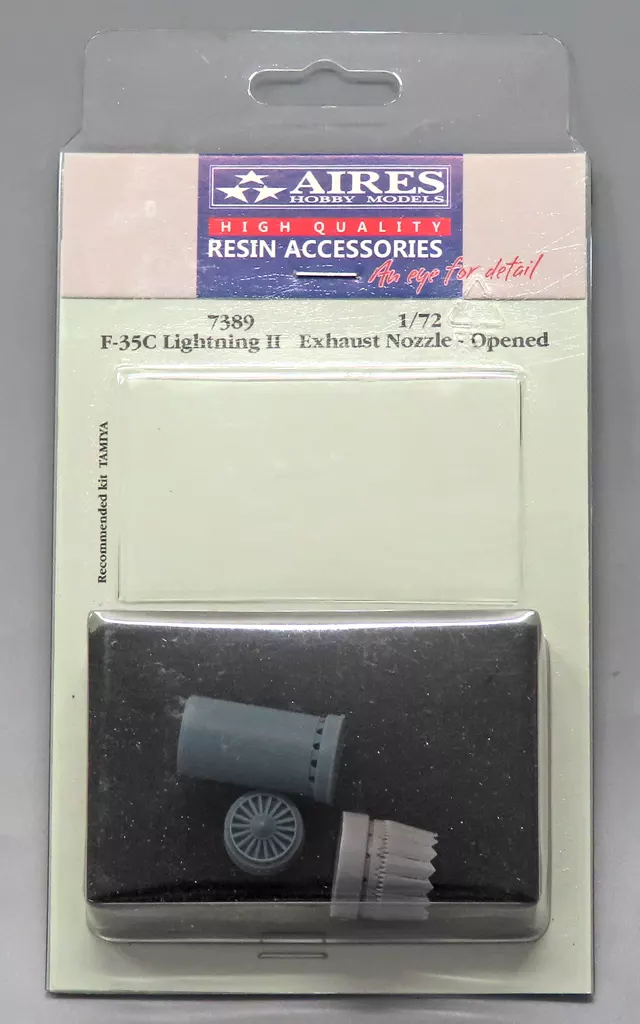 AIRES
HOBBY MODELS
HIGH QUALITY
RESIN ACCESSORIES
An eye for detail
7389 1/72
F-35C Lightning II Exhaust Nozzle - Opened
Recommended kit TAMIYA